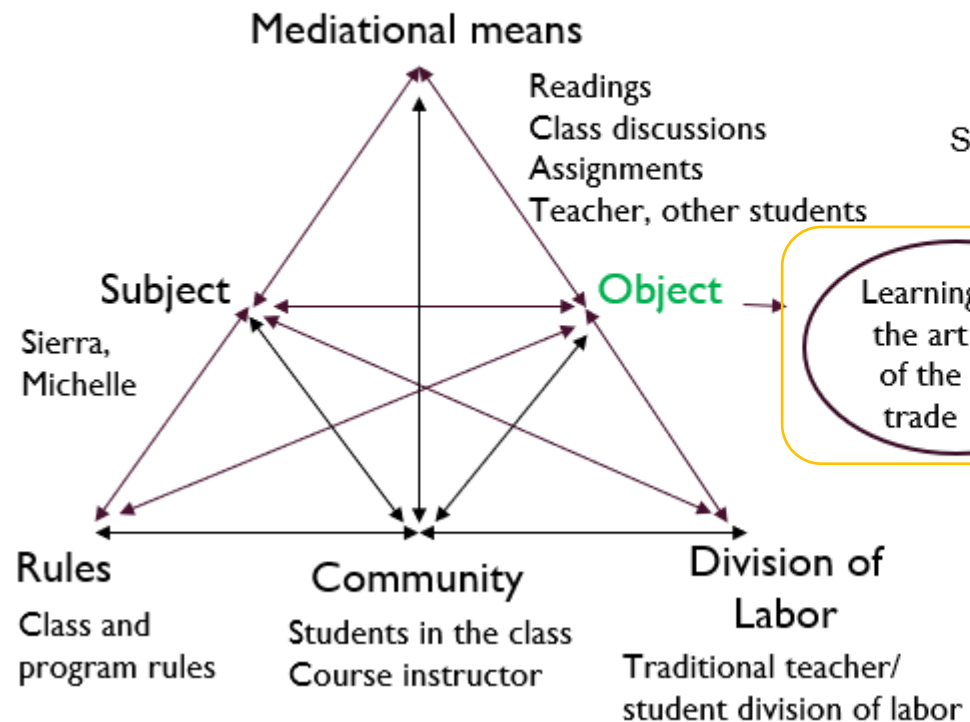 Mediational means
Readings
Class discussions
Assignments
Teacher, other students
S
Subject
Object
Sierra,
Michelle
Learning
the art
of the
trade
Rules
Class and
program rules
Community
Students in the class
Course instructor
Division of
Labor
Traditional teacher/
student division of labor